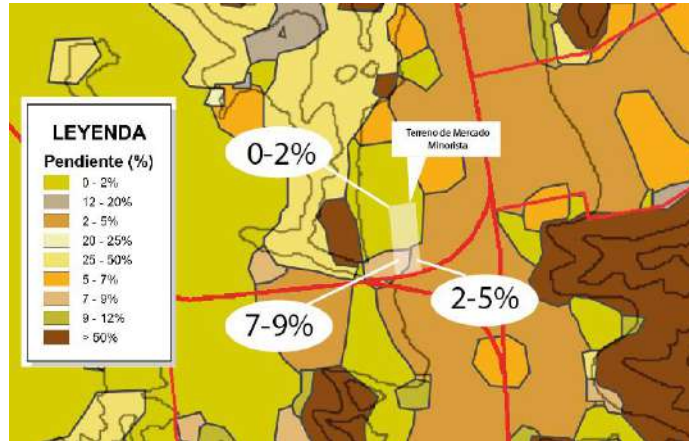 LEYENDA
Pendiente (%)
0 - 2%
12 - 20%
2 - 5%
20 - 25%
25 - 50%
5 - 7%
7 - 9%
9 - 12%
> 50%
0-2%
Terreno de Mercado
Minorista
7-9%
2-5%